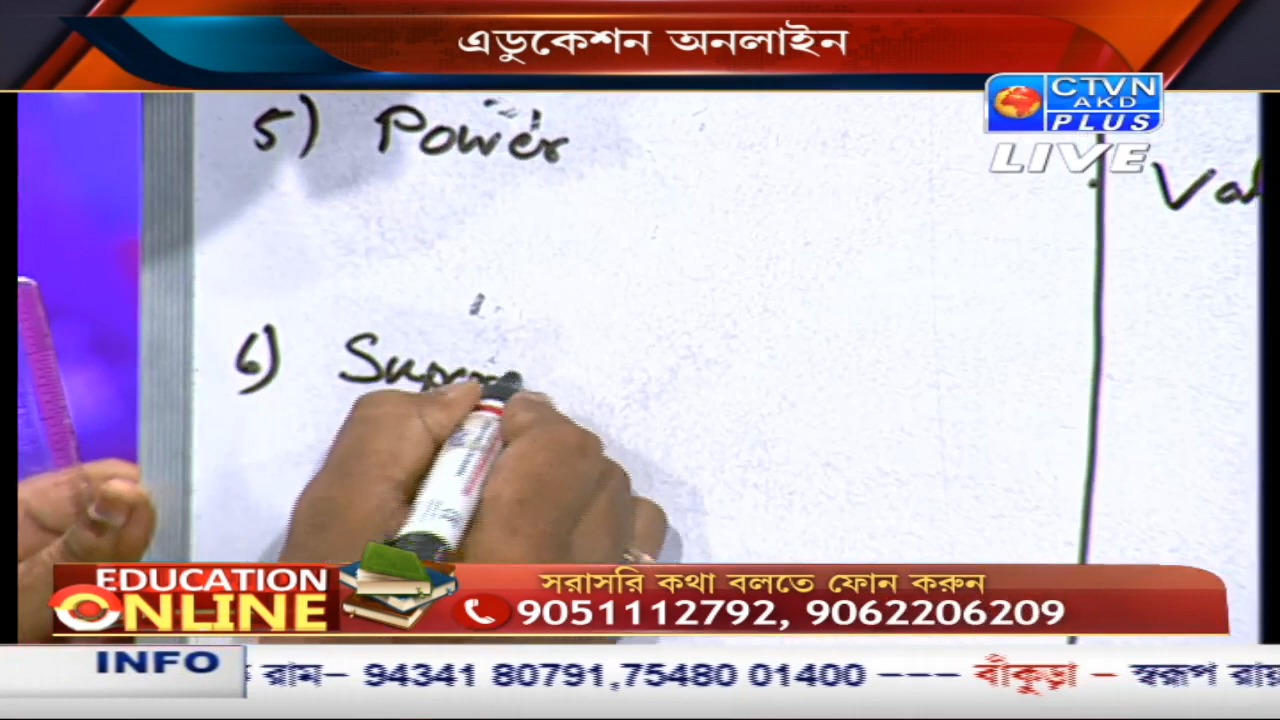 এডুকেশন অনলাইন
CTVN
AKD
PLUS
LIVE
5) Power
6)
EDUCATION
ONLINE
সরাসরি কথা বলতে ফোন করুন
9051112792, 9062206209
INFO
রাম- 94341 80791,75480 01400 --- বাঁকুড়া - স্বরূপ